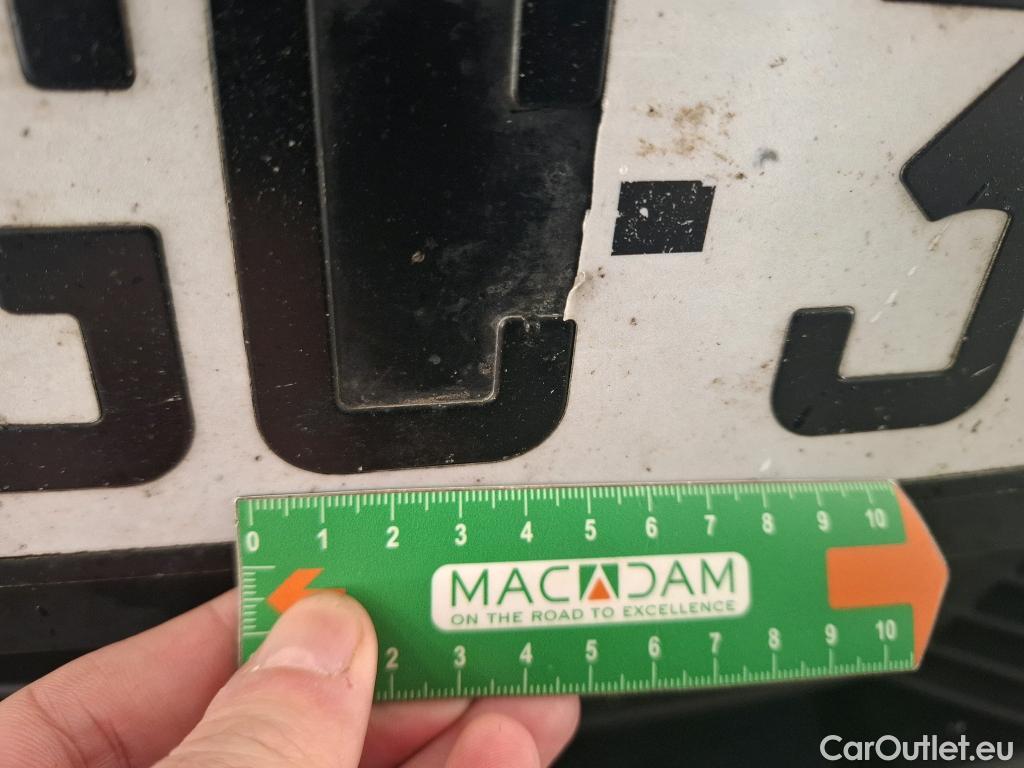 0 1 2 3 4 5 6 7 8 9 10
MACADAM
ON THE ROAD TO EXCELLENCE
2 3 4 5 6 7 8 9 10
CarOutlet.eu